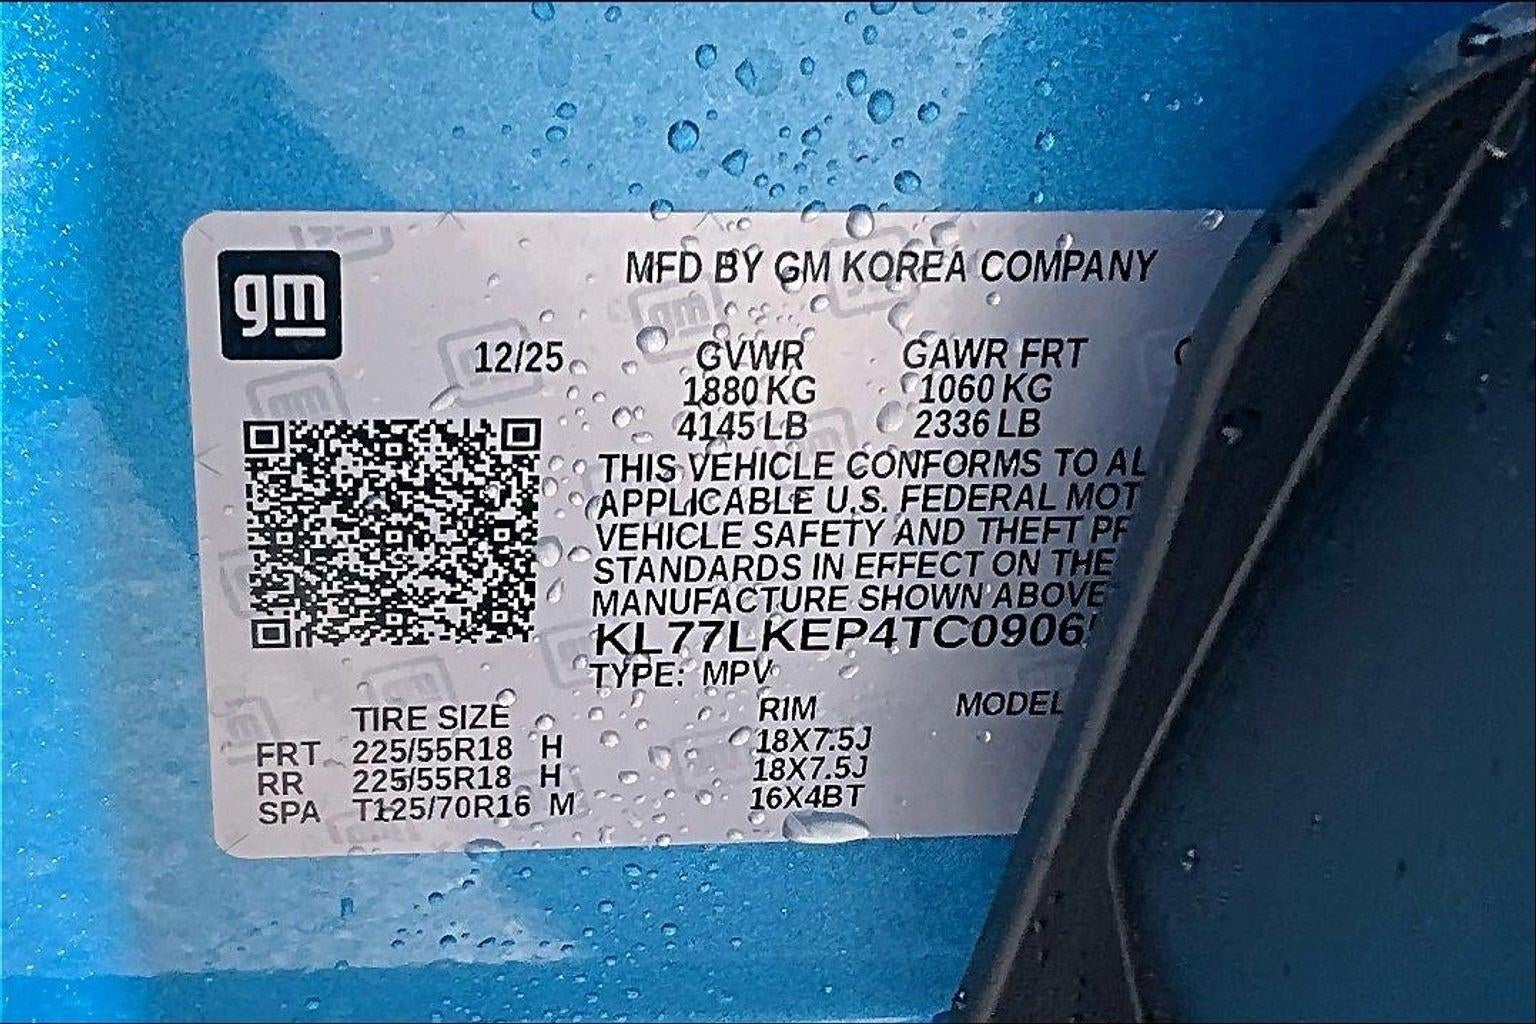 gm
MFD BY GM KOREA COMPANY
12/25 GVWR GAWR FRT
1880 KG 1060 KG
4145 LB 2336 LB
THIS VEHICLE CONFORMS TO AL
APPLICABLE U.S. FEDERAL MOT
VEHICLE SAFETY AND THEFT PR
STANDARDS IN EFFECT ON THE
MANUFACTURE SHOWN ABOVE
KL77LKEP4TC0906
TYPE: MPV
TIRE SIZE RIM MODEL
FRT 225/55R18 H 18X7.5J
RR 225/55R18 H 18X7.5J
SPA T125/70R16 M 16X4BT